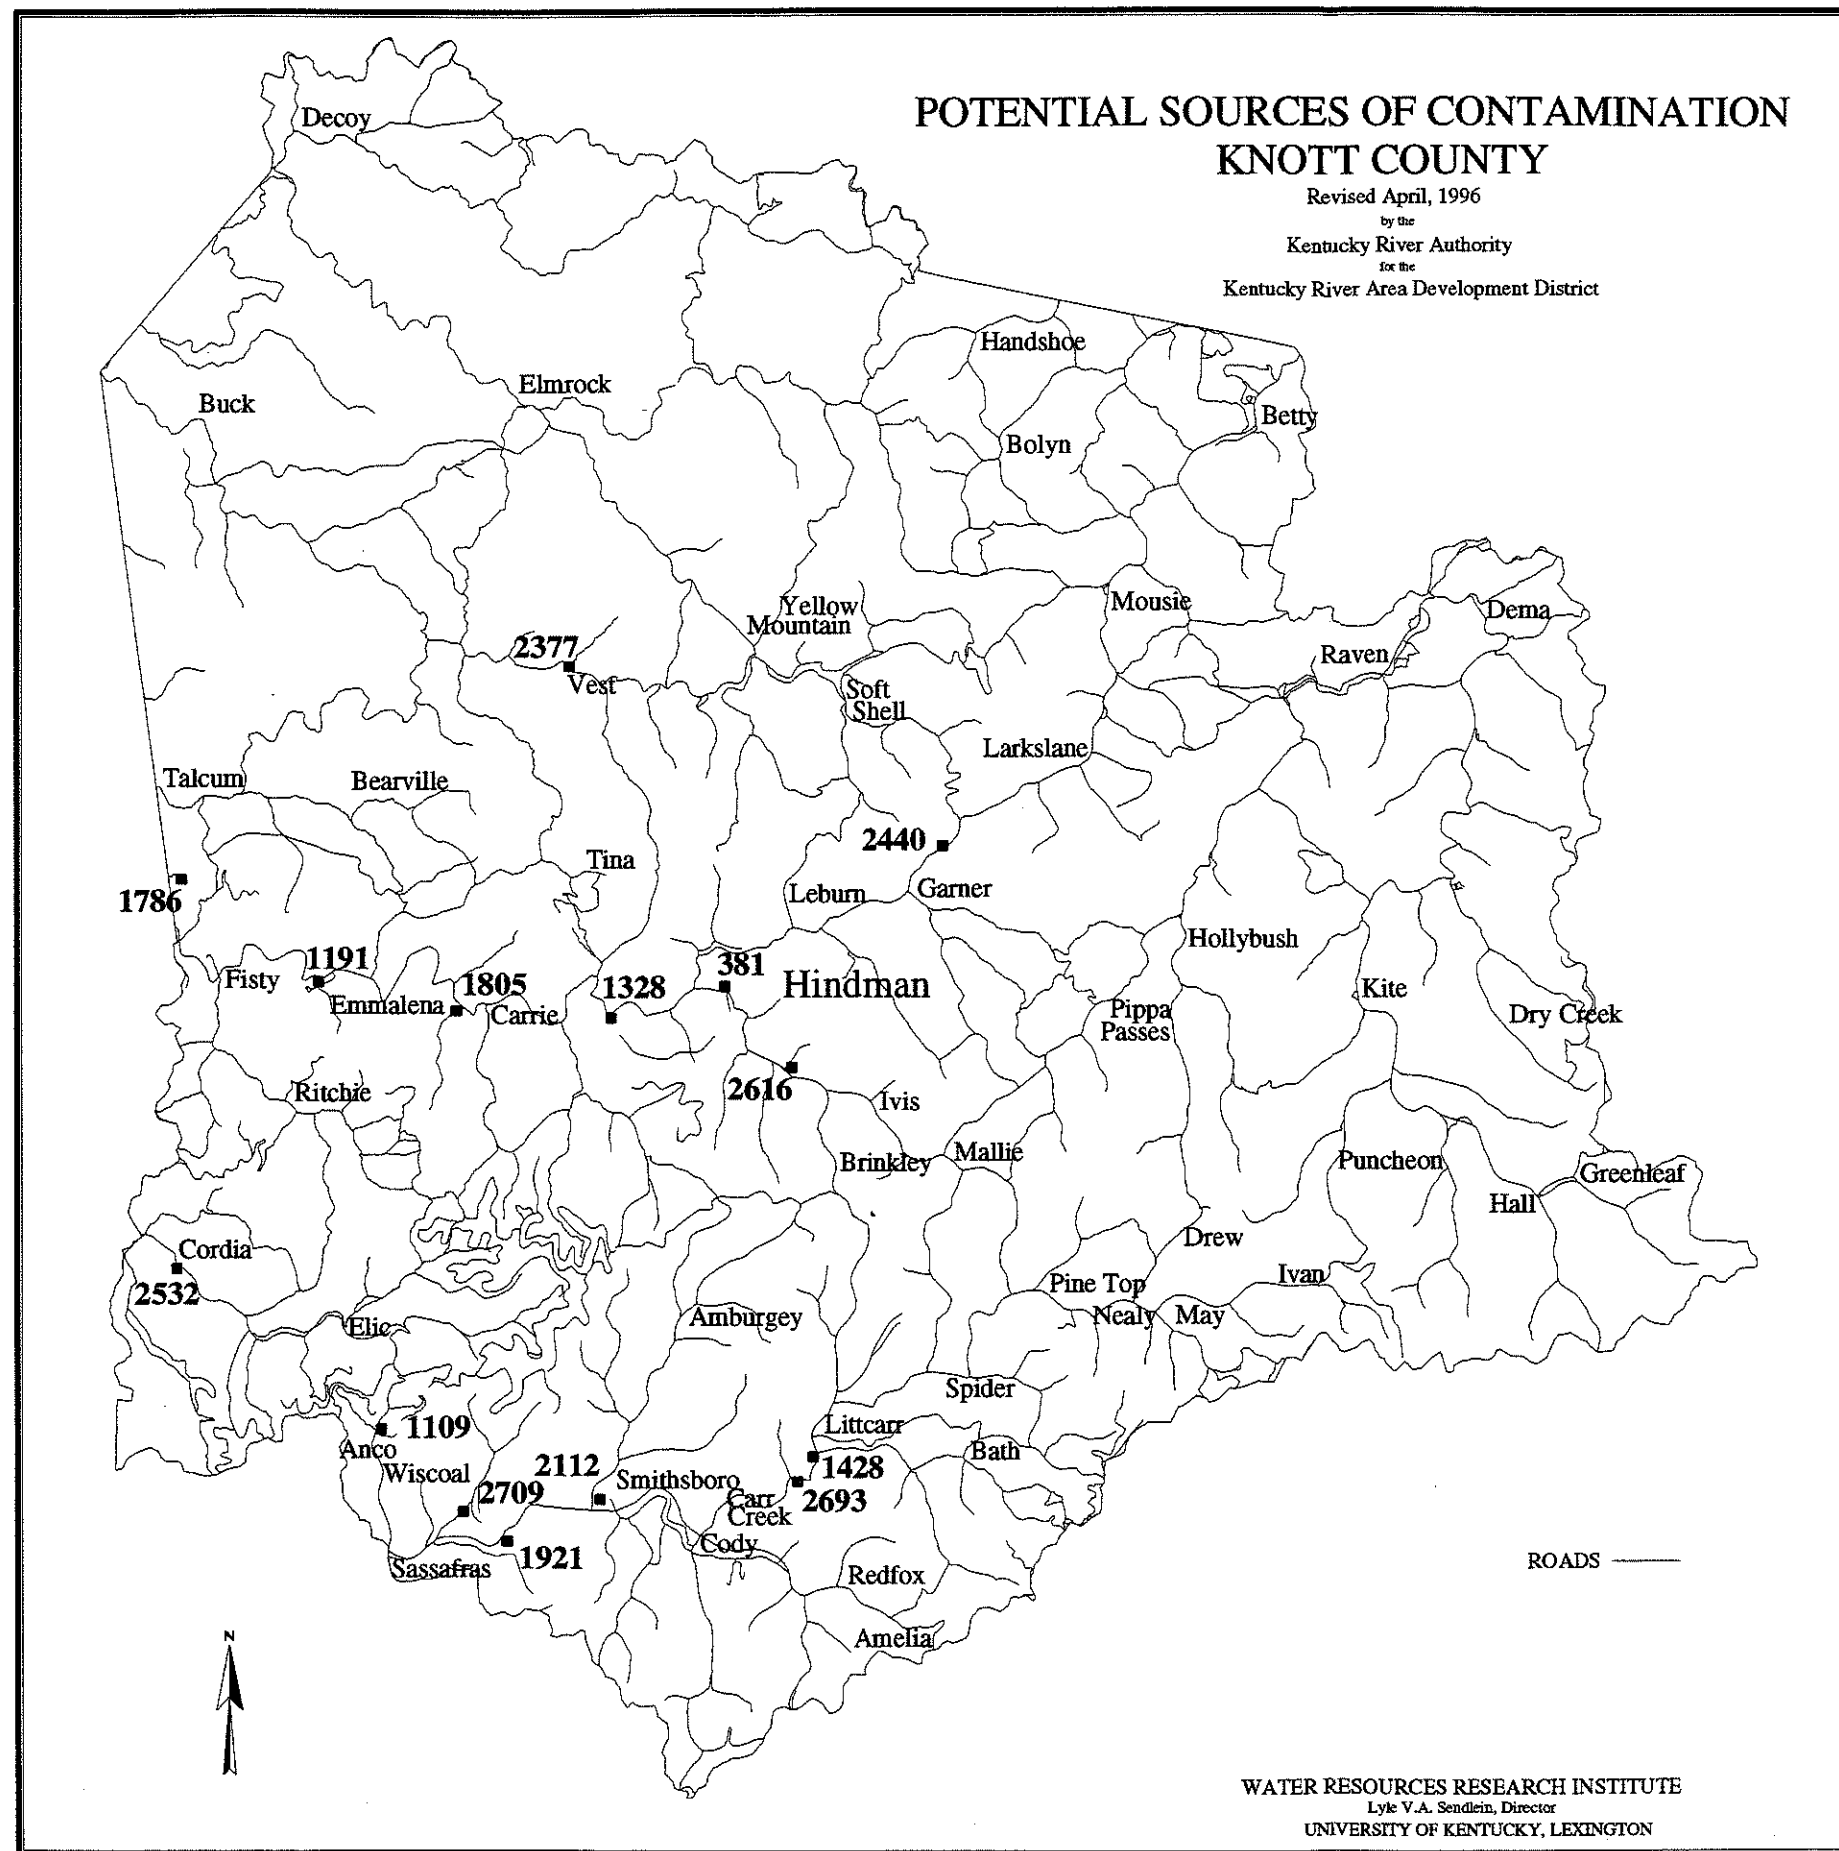 POTENTIAL SOURCES OF CONTAMINATION
KNOTT COUNTY
Revised April, 1996
by the
Kentucky River Authority
for the
Kentucky River Area Development District
Decoy
Handshoe
Elmrock
Buck
Betty
Bolyn
Mousie
Yellow
Mountain
Dema
2377
Raven
Vest
Soft
Shell
Larkslane
Talcum
Bearville
2440
Tina
1786
Leburn
Garner
Hollybush
1191
381
Fisty
1805
1328
Hindman
Kite
Emmalena
Carrie
Pippa
Passes
Dry Creek
2616
Ritchie
Ivis
Brinkley
Mallie
Puncheon
Greenleaf
Hall
Cordia
Drew
2532
Pine Top
Ivan
Elic
Amburgey
Nealy
May
Spider
1109
Littcarr
Anco
Bath
Wiscoal
2112
Smithsboro
1428
2709
Carr
Creek
2693
1921
Cody
Sassafras
Redfox
ROADS
Amelia
N
WATER RESOURCES RESEARCH INSTITUTE
Lyle V.A. Sendlein, Director
UNIVERSITY OF KENTUCKY, LEXINGTON